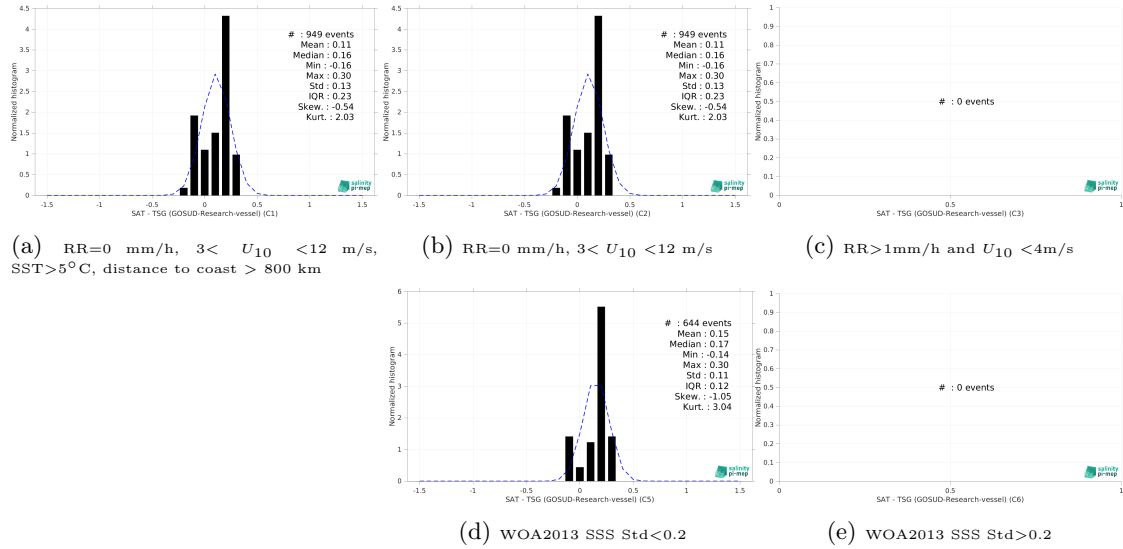 4.5
4
3.5
3
2.5
2
1.5
1
0.5
0
Normalized histogram
# : 949 events
Mean : 0.11
Median : 0.16
Min : -0.16
Max : 0.30
Std : 0.13
IQR : 0.23
Skew. : -0.54
Kurt. : 2.03
salinity
pi-mep
-1.5 -1 -0.5 0 0.5 1 1.5
SAT - TSG (GOSUD-Research-vessel) (C1)
(a) RR=0 mm/h, 3< U10 <12 m/s,
SST>5°C, distance to coast > 800 km
4.5
4
3.5
3
2.5
2
1.5
1
0.5
0
Normalized histogram
# : 949 events
Mean : 0.11
Median : 0.16
Min : -0.16
Max : 0.30
Std : 0.13
IQR : 0.23
Skew. : -0.54
Kurt. : 2.03
salinity
pi-mep
-1.5 -1 -0.5 0 0.5 1 1.5
SAT - TSG (GOSUD-Research-vessel) (C2)
(b) RR=0 mm/h, 3< U10 <12 m/s
1
0.9
0.8
0.7
0.6
0.5
0.4
0.3
0.2
0.1
0
Normalized histogram
# : 0 events
salinity
pi-mep
0 0.5 1
SAT - TSG (GOSUD-Research-vessel) (C3)
(c) RR>1mm/h and U10 <4m/s
6
5
4
3
2
1
0
Normalized histogram
# : 644 events
Mean : 0.15
Median : 0.17
Min : -0.14
Max : 0.30
Std : 0.11
IQR : 0.12
Skew. : -1.05
Kurt. : 3.04
salinity
pi-mep
-1.5 -1 -0.5 0 0.5 1 1.5
SAT - TSG (GOSUD-Research-vessel) (C5)
(d) WOA2013 SSS Std<0.2
1
0.9
0.8
0.7
0.6
0.5
0.4
0.3
0.2
0.1
0
Normalized histogram
# : 0 events
salinity
pi-mep
0 0.5 1
SAT - TSG (GOSUD-Research-vessel) (C6)
(e) WOA2013 SSS Std>0.2